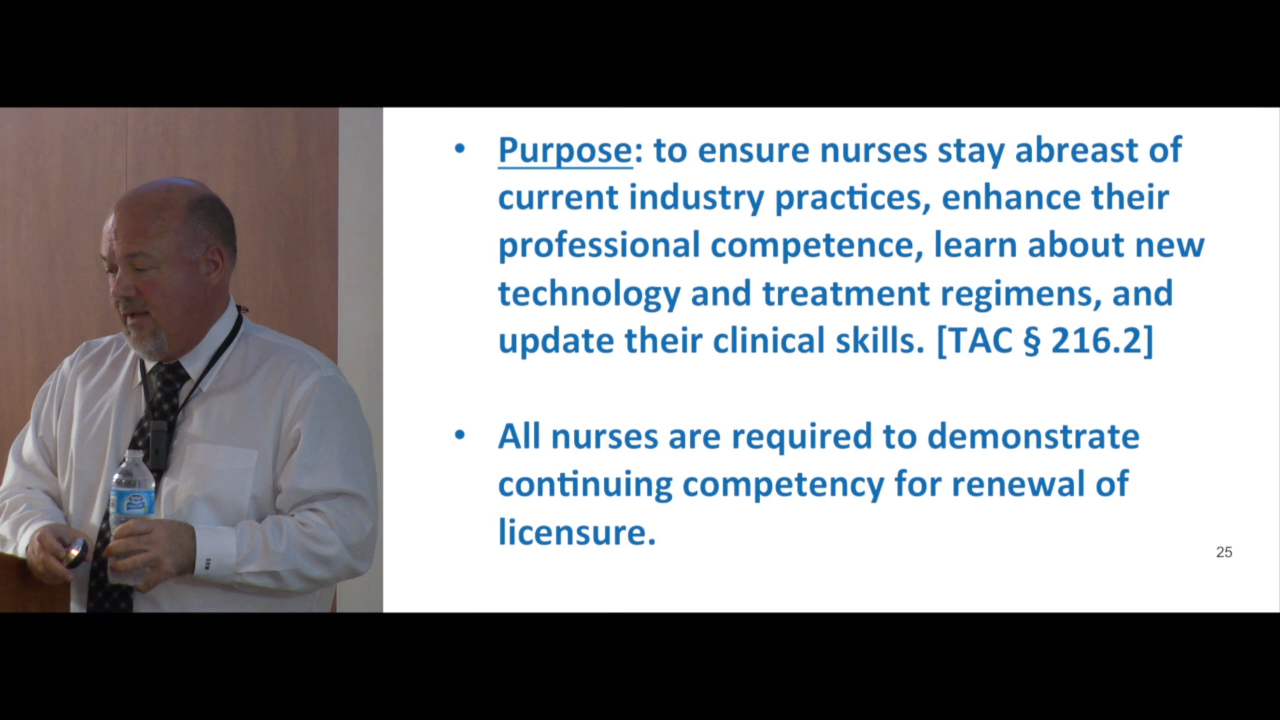 • Purpose: to ensure nurses stay abreast of
current industry practices, enhance their
professional competence, learn about new
technology and treatment regimens, and
update their clinical skills. [TAC § 216.2]
• All nurses are required to demonstrate
continuing competency for renewal of
licensure.
25